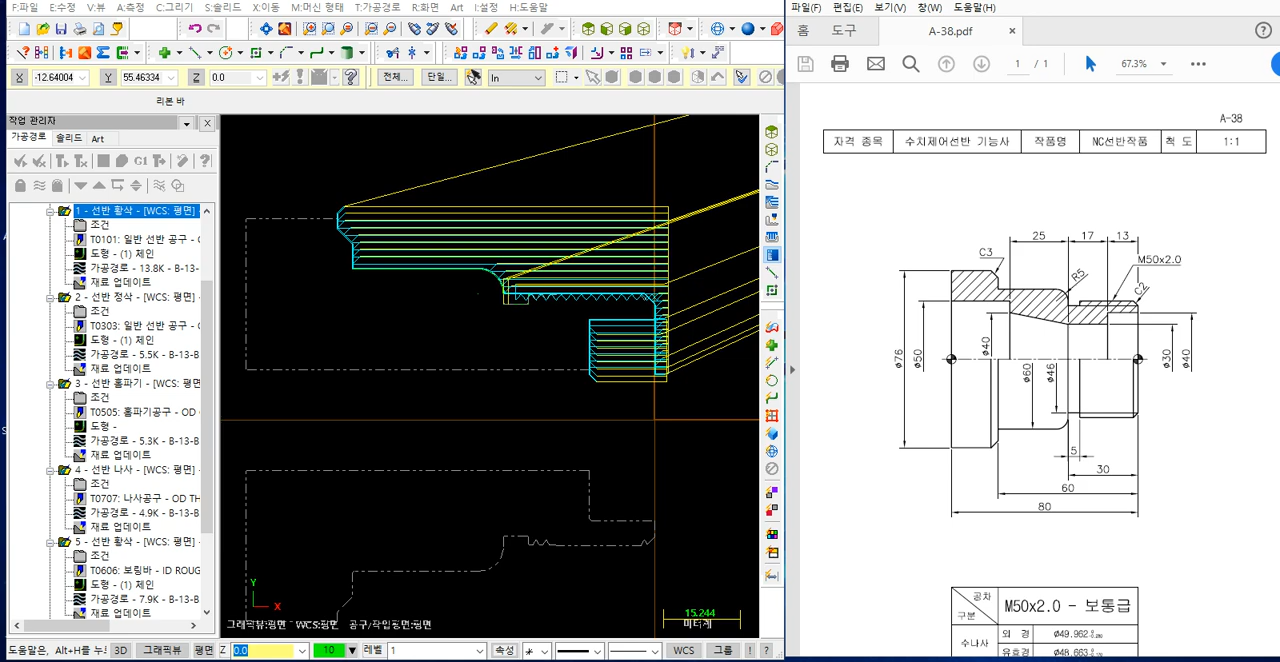 F:파일 E:수정 V:뷰 A:측정 C:그리기 S:솔리드 X:이동 M:머신 형태 T:가공경로 R:화면 Art I:설정 H:도움말
X -12.64004 Y 55.46334 Z 0.0 전체... 단일... In
리본 바
작업 관리자
가공경로 솔리드 Art
G1
1 - 선반 황삭 - [WCS: 평면]
조건
T0101: 일반 선반 공구 - O
도형 - (1) 체인
가공경로 - 13.8K - B-13-
재료 업데이트
2 - 선반 정삭 - [WCS: 평면]
조건
T0303: 일반 선반 공구 - O
도형 - (1) 체인
가공경로 - 5.5K - B-13-B
재료 업데이트
3 - 선반 홈파기 - [WCS: 평면
조건
T0505: 홈파기공구 - OD
도형 -
가공경로 - 5.3K - B-13-B
재료 업데이트
4 - 선반 나사 - [WCS: 평면]
조건
T0707: 나사공구 - OD TH
가공경로 - 4.9K - B-13-B
재료 업데이트
5 - 선반 황삭 - [WCS: 평면]
조건
T0606: 보링바 - ID ROUG
도형 - (1) 체인
가공경로 - 7.9K - B-13-B
재료 업데이트
Y
X
그래픽뷰:평면 WCS:평면 공구/작업평면:평면
15.244
미터계
도움말은, Alt+H를 누 3D 그래픽뷰 평면 Z 0.0 10 레벨 1 속성 WCS 그룹 ! ?
파일(F) 편집(E) 보기(V) 창(W) 도움말(H)
홈 도구 A-38.pdf ×
1 / 1 67.3%
A-38
자격 종목 수치제어선반 기능사 작품명 NC선반작품 척 도 1:1
25 17 13
C3 M50x2.0
R5 C2
ø76 ø50 ø40 ø60 ø46 ø30 ø40
5
30
60
80
공차
구분
M50x2.0 - 보통급
수나사
외 경 ø49.962
유효경 ø48.663